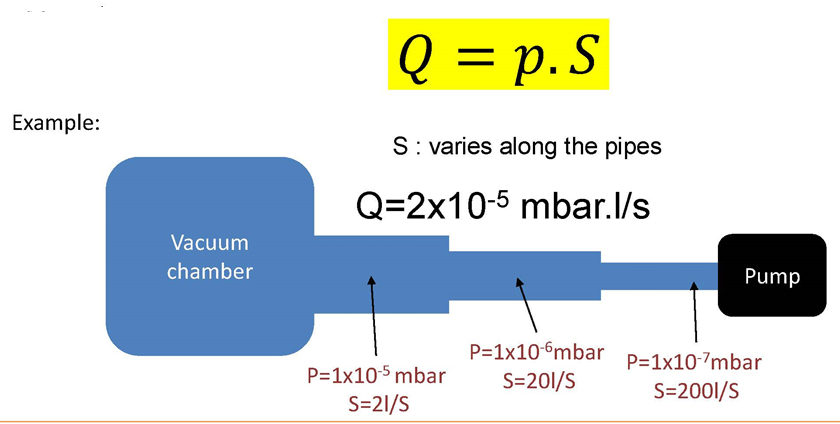 Q = p.S
Example:
S : varies along the pipes
Q=2x10⁻⁵ mbar.l/s
Vacuum
chamber
Pump
P=1x10⁻⁵ mbar
S=2l/S
P=1x10⁻⁶mbar
S=20l/S
P=1x10⁻⁷mbar
S=200l/S